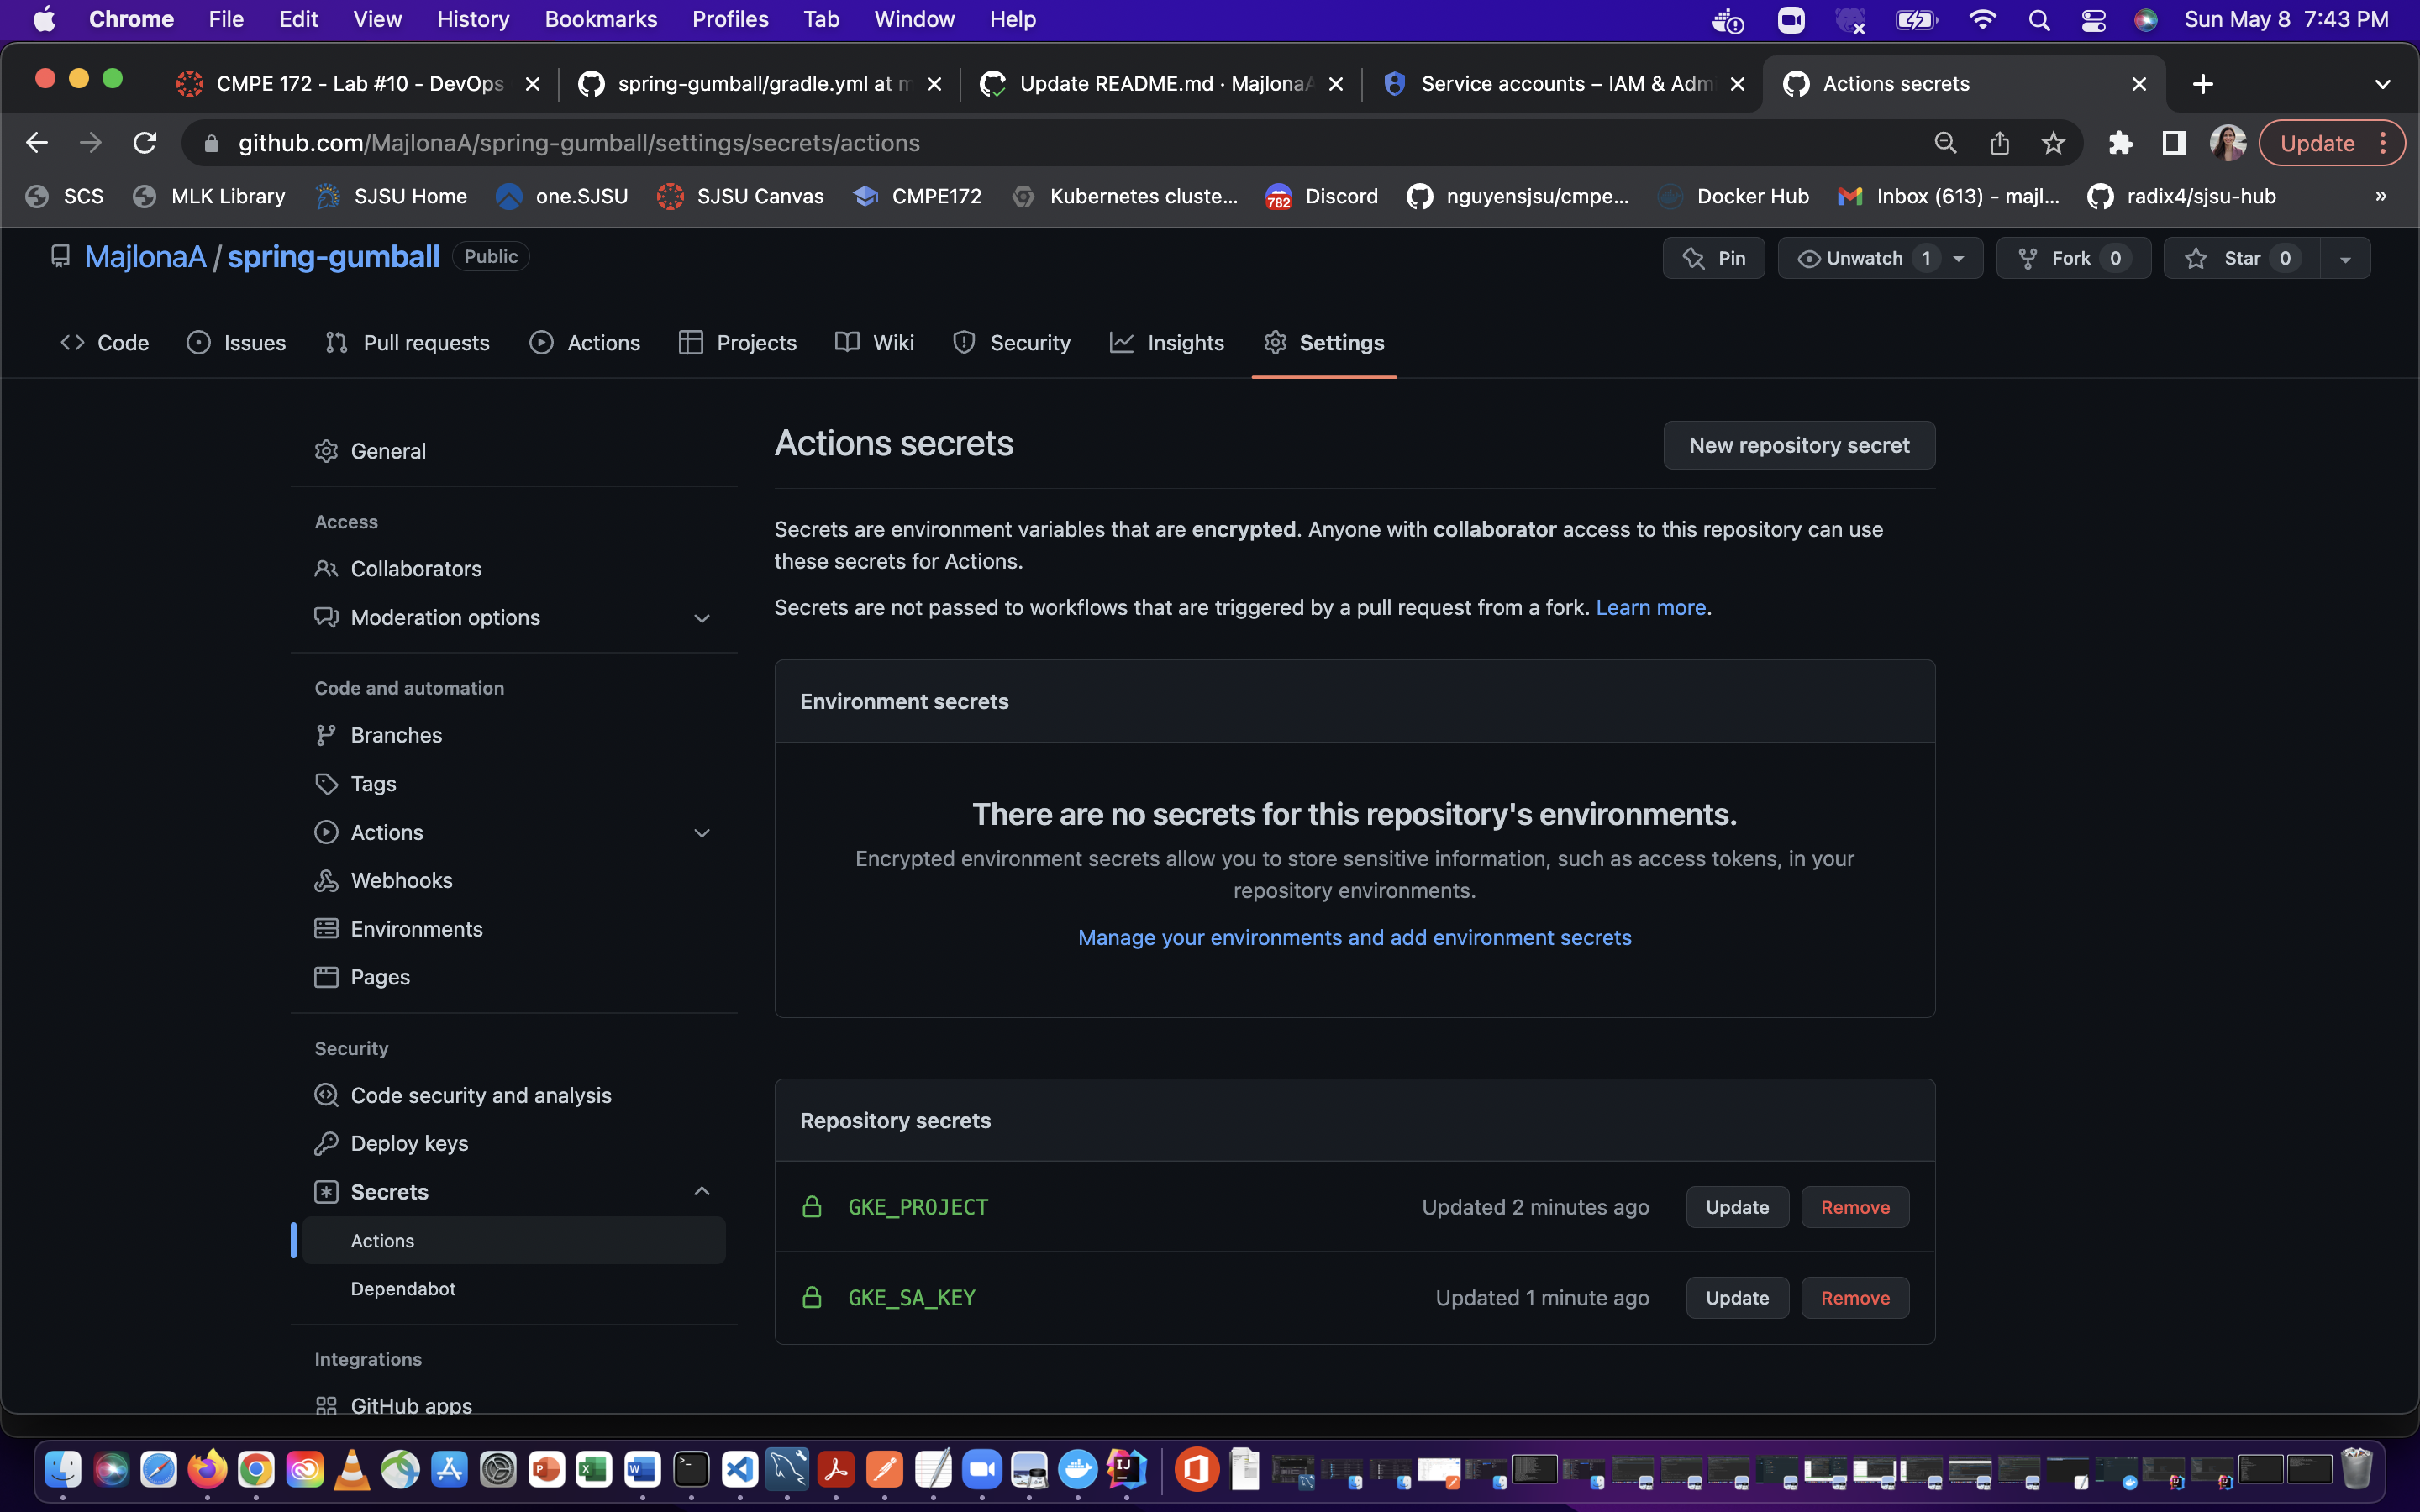 Chrome File Edit View History Bookmarks Profiles Tab Window Help Sun May 8 7:43 PM
CMPE 172 - Lab #10 - DevOps spring-gumball/gradle.yml at m Update README.md · MajlonaA Service accounts – IAM & Admi Actions secrets
github.com/MajlonaA/spring-gumball/settings/secrets/actions Update
SCS MLK Library SJSU Home one.SJSU SJSU Canvas CMPE172 Kubernetes cluste... 782 Discord nguyensjsu/cmpe... Docker Hub Inbox (613) - majl... radix4/sjsu-hub »
MajlonaA / spring-gumball Public Pin Unwatch 1 Fork 0 Star 0
Code Issues Pull requests Actions Projects Wiki Security Insights Settings
General
Access
Collaborators
Moderation options
Code and automation
Branches
Tags
Actions
Webhooks
Environments
Pages
Security
Code security and analysis
Deploy keys
Secrets
Actions
Dependabot
Integrations
GitHub apps
Actions secrets New repository secret
Secrets are environment variables that are encrypted. Anyone with collaborator access to this repository can use
these secrets for Actions.
Secrets are not passed to workflows that are triggered by a pull request from a fork. Learn more.
Environment secrets
There are no secrets for this repository's environments.
Encrypted environment secrets allow you to store sensitive information, such as access tokens, in your
repository environments.
Manage your environments and add environment secrets
Repository secrets
GKE_PROJECT Updated 2 minutes ago Update Remove
GKE_SA_KEY Updated 1 minute ago Update Remove